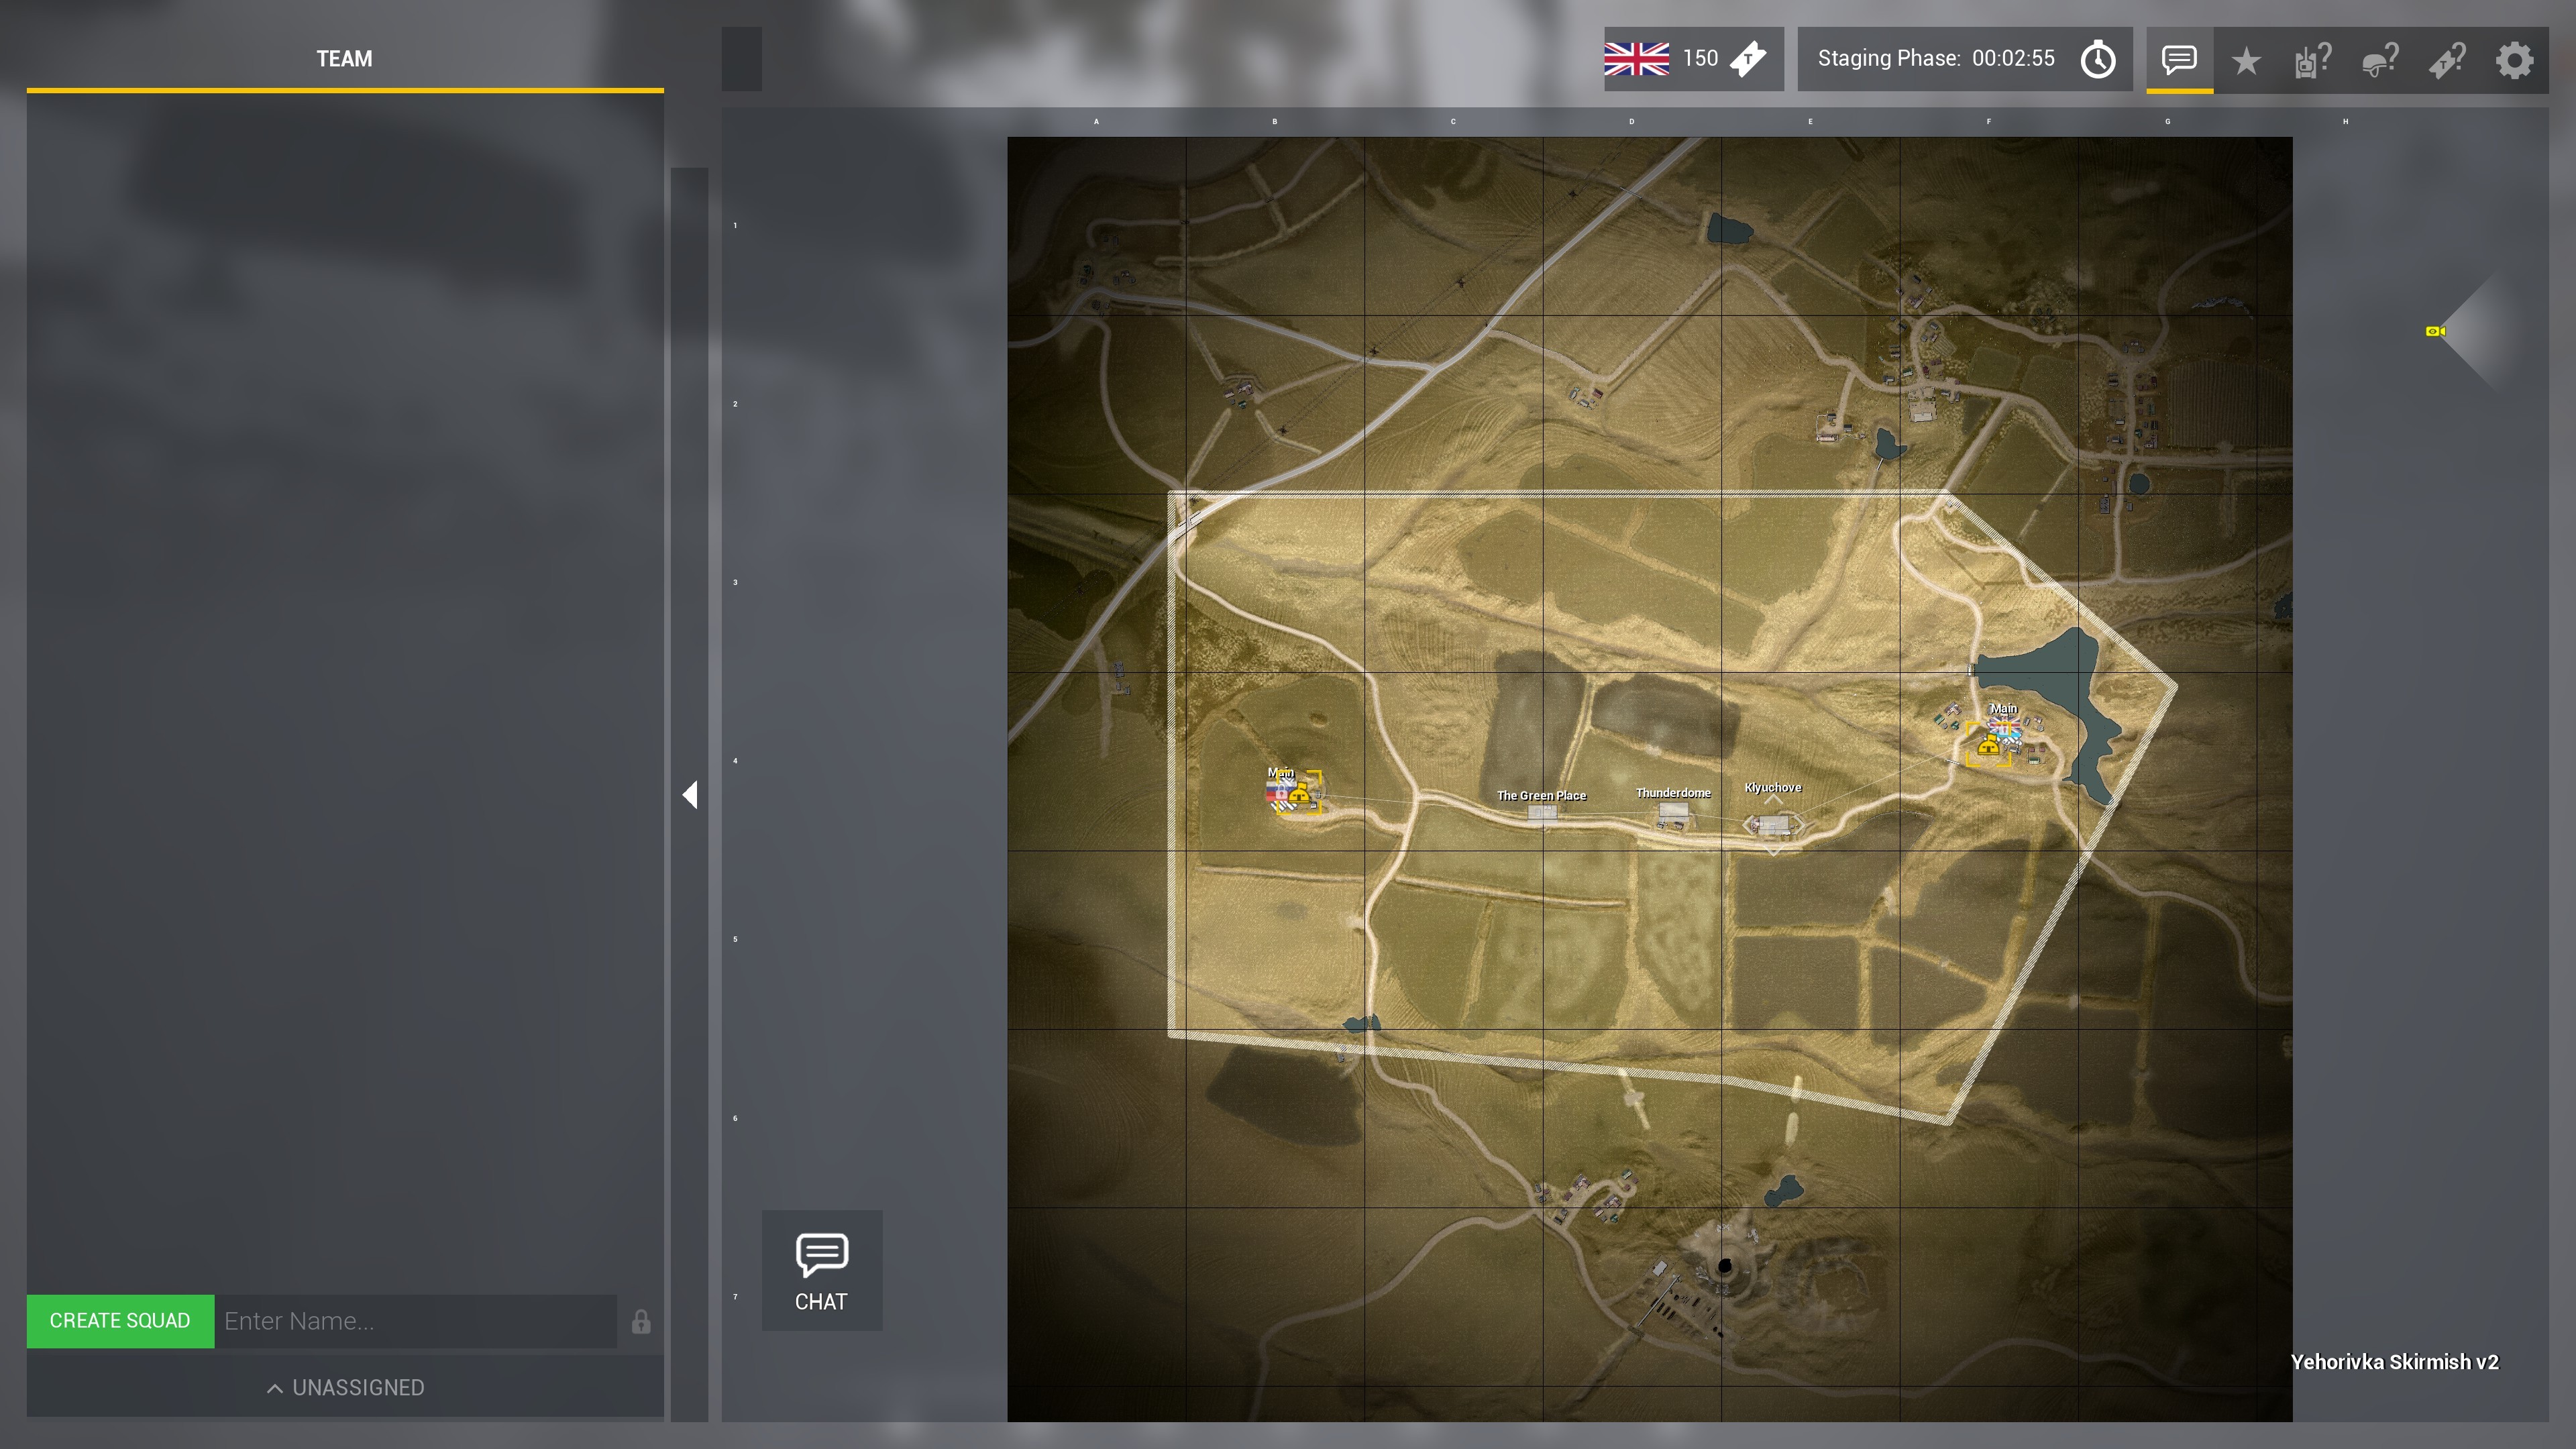 TEAM
150
T
Staging Phase: 00:02:55
?
?
T?
A B C D E F G H
1
2
3
4
5
6
7
Main
Main
The Green Place
Thunderdome
Klyuchove
CHAT
CREATE SQUAD
Enter Name...
UNASSIGNED
Yehorivka Skirmish v2